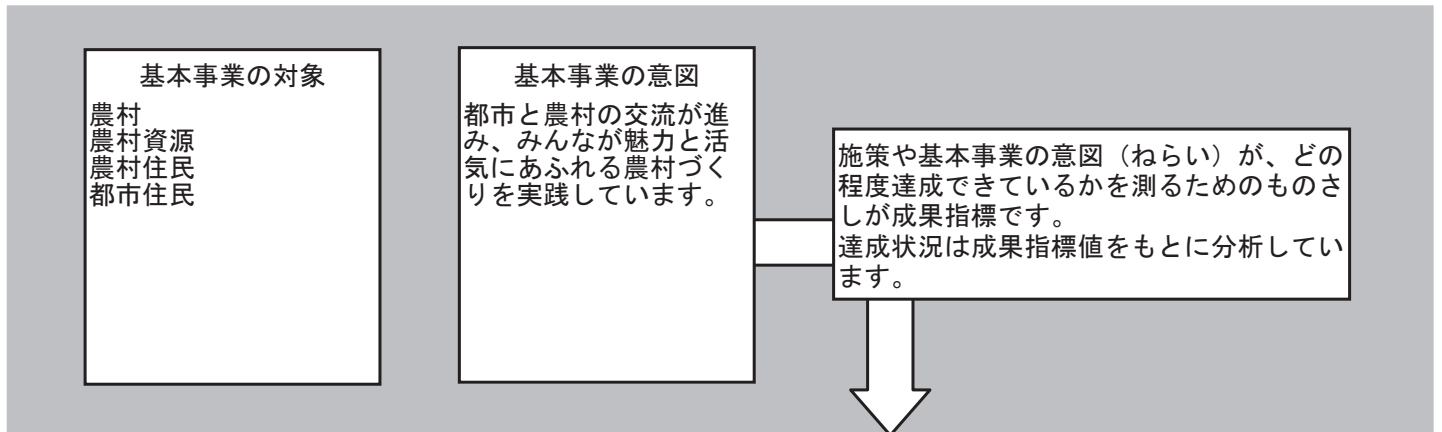 基本事業の対象
農村
農村資源
農村住民
都市住民
基本事業の意図
都市と農村の交流が進
み、みんなが魅力と活
気にあふれる農村づく
りを実践しています。
施策や基本事業の意図（ねらい）が、どの
程度達成できているかを測るためのものさ
しが成果指標です。
達成状況は成果指標値をもとに分析してい
ます。